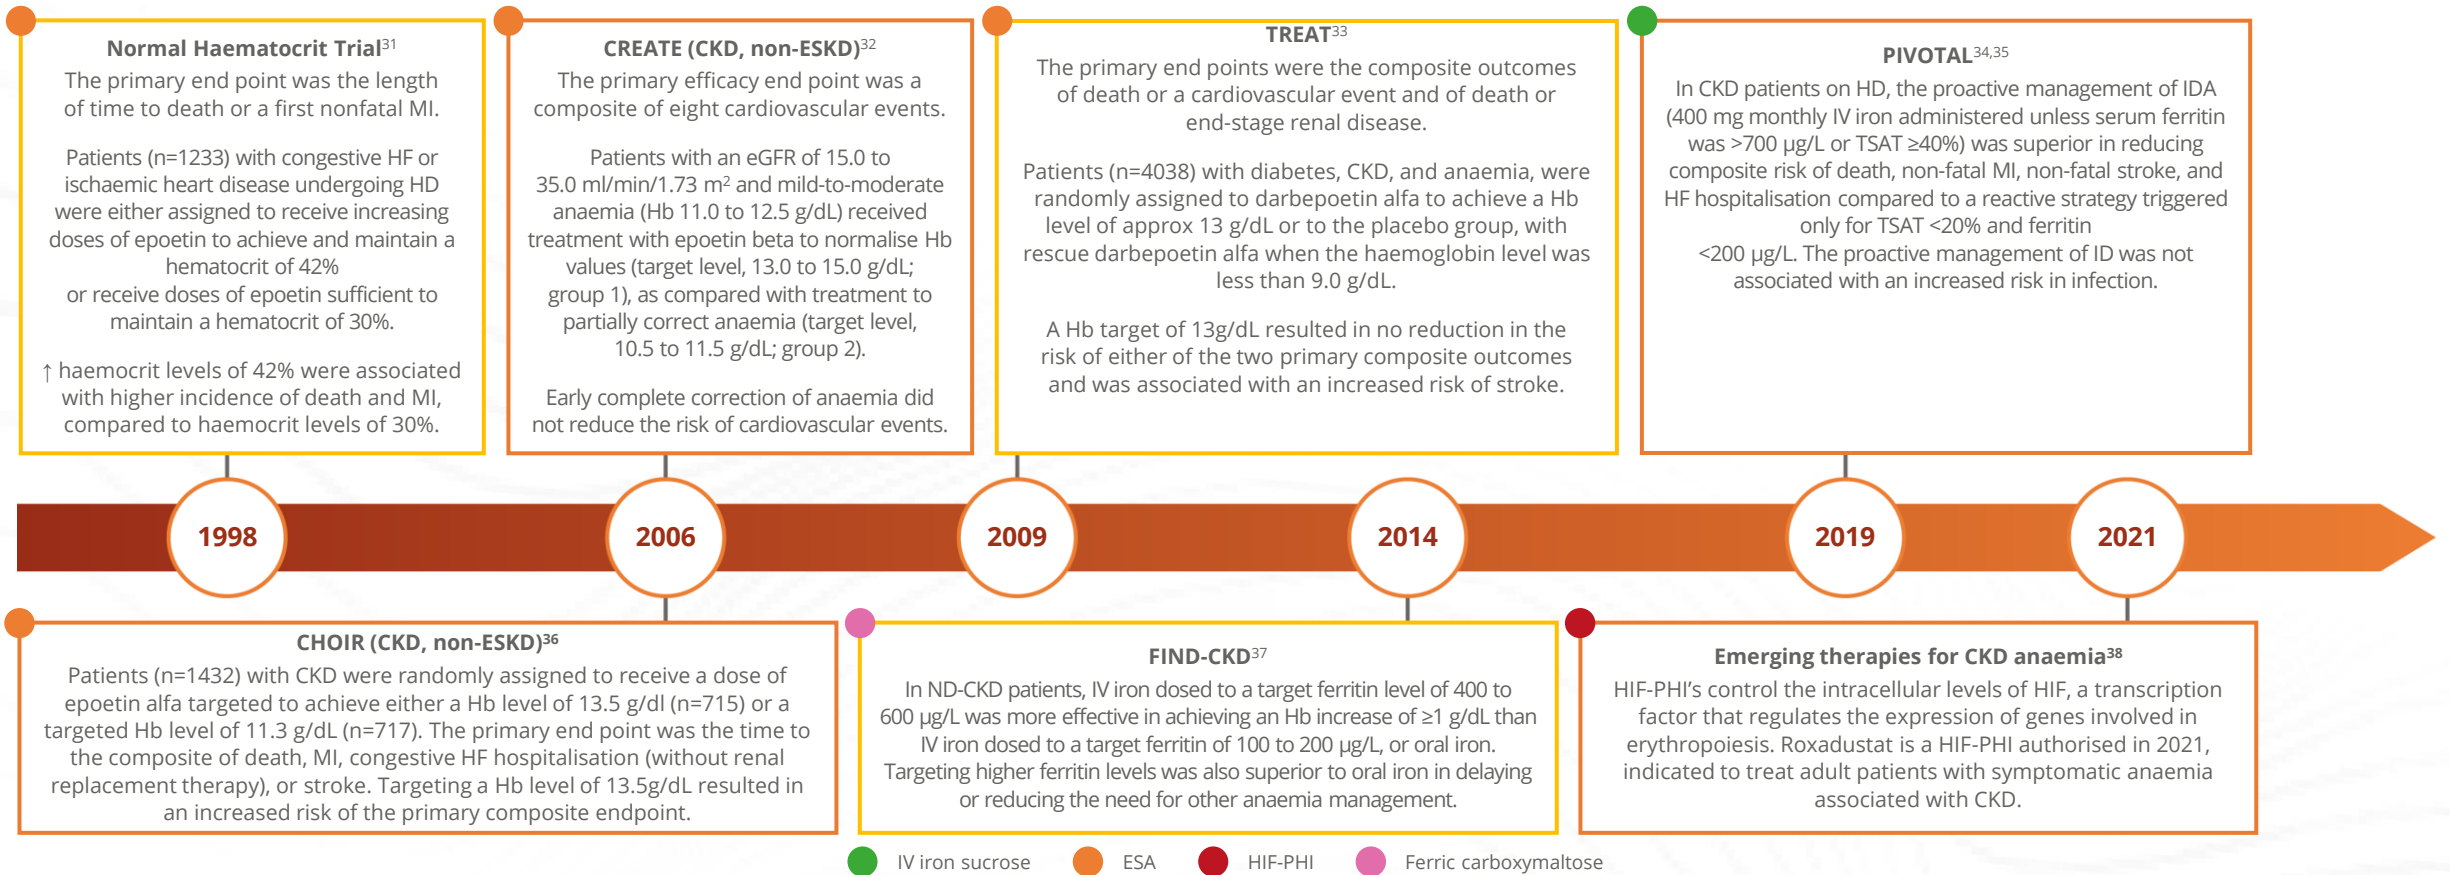 Normal Haematocrit Trial31
The primary end point was the length
of time to death or a first nonfatal MI.
Patients (n=1233) with congestive HF or
ischaemic heart disease undergoing HD
were either assigned to receive increasing
doses of epoetin to achieve and maintain a
hematocrit of 42%
or receive doses of epoetin sufficient to
maintain a hematocrit of 30%.
↑ haemocrit levels of 42% were associated
with higher incidence of death and MI,
compared to haemocrit levels of 30%.
CREATE (CKD, non-ESKD)32
The primary efficacy end point was a
composite of eight cardiovascular events.
Patients with an eGFR of 15.0 to
35.0 ml/min/1.73 m2 and mild-to-moderate
anaemia (Hb 11.0 to 12.5 g/dL) received
treatment with epoetin beta to normalise Hb
values (target level, 13.0 to 15.0 g/dL;
group 1), as compared with treatment to
partially correct anaemia (target level,
10.5 to 11.5 g/dL; group 2).
Early complete correction of anaemia did
not reduce the risk of cardiovascular events.
TREAT33
The primary end points were the composite outcomes
of death or a cardiovascular event and of death or
end-stage renal disease.
Patients (n=4038) with diabetes, CKD, and anaemia, were
randomly assigned to darbepoetin alfa to achieve a Hb
level of approx 13 g/dL or to the placebo group, with
rescue darbepoetin alfa when the haemoglobin level was
less than 9.0 g/dL.
A Hb target of 13g/dL resulted in no reduction in the
risk of either of the two primary composite outcomes
and was associated with an increased risk of stroke.
PIVOTAL34,35
In CKD patients on HD, the proactive management of IDA
(400 mg monthly IV iron administered unless serum ferritin
was >700 µg/L or TSAT ≥40%) was superior in reducing
composite risk of death, non-fatal MI, non-fatal stroke, and
HF hospitalisation compared to a reactive strategy triggered
only for TSAT <20% and ferritin
<200 µg/L. The proactive management of ID was not
associated with an increased risk in infection.
1998
2006
2009
2014
2019
2021
CHOIR (CKD, non-ESKD)36
Patients (n=1432) with CKD were randomly assigned to receive a dose of
epoetin alfa targeted to achieve either a Hb level of 13.5 g/dl (n=715) or a
targeted Hb level of 11.3 g/dL (n=717). The primary end point was the time to
the composite of death, MI, congestive HF hospitalisation (without renal
replacement therapy), or stroke. Targeting a Hb level of 13.5g/dL resulted in
an increased risk of the primary composite endpoint.
FIND-CKD37
In ND-CKD patients, IV iron dosed to a target ferritin level of 400 to
600 µg/L was more effective in achieving an Hb increase of ≥1 g/dL than
IV iron dosed to a target ferritin of 100 to 200 µg/L, or oral iron.
Targeting higher ferritin levels was also superior to oral iron in delaying
or reducing the need for other anaemia management.
Emerging therapies for CKD anaemia38
HIF-PHI's control the intracellular levels of HIF, a transcription
factor that regulates the expression of genes involved in
erythropoiesis. Roxadustat is a HIF-PHI authorised in 2021,
indicated to treat adult patients with symptomatic anaemia
associated with CKD.
IV iron sucrose
ESA
HIF-PHI
Ferric carboxymaltose